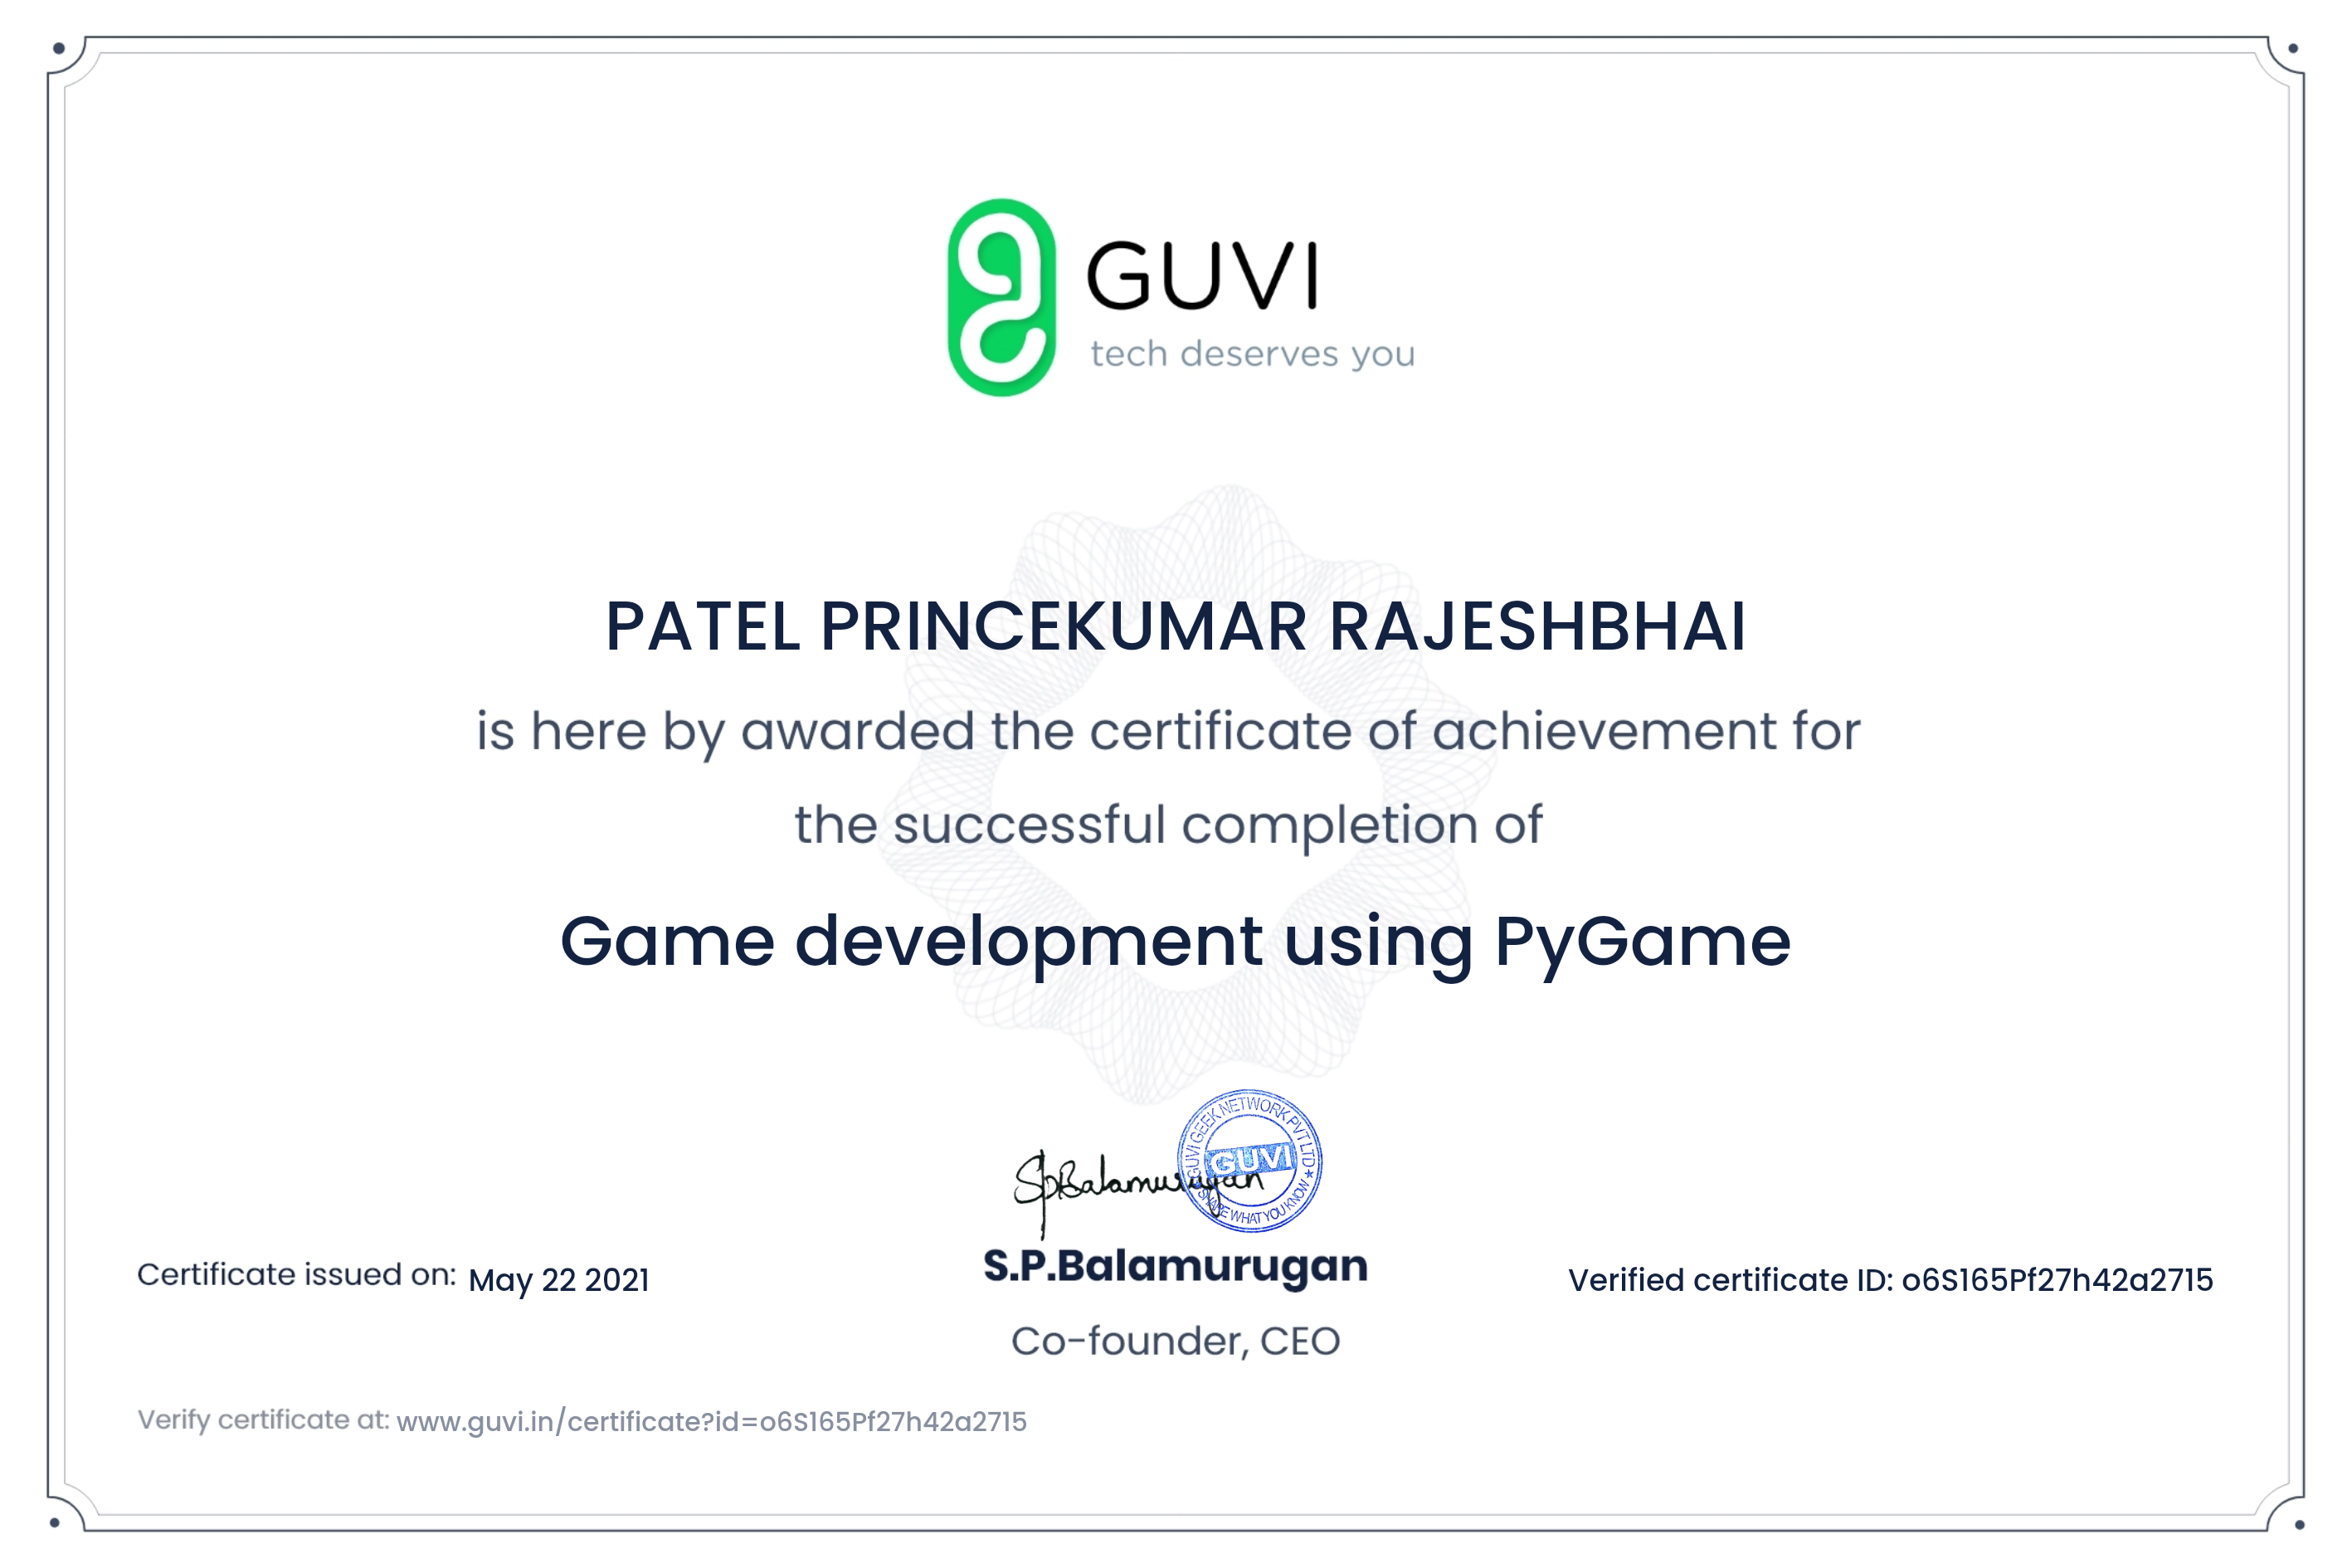 GUVI
tech deserves you
PATEL PRINCEKUMAR RAJESHBHAI
is here by awarded the certificate of achievement for
the successful completion of
Game development using PyGame
GUVI GEEK NETWORK PVT LTD
GUVI
SHARE WHAT YOU KNOW
SpBalamurugan
S.P.Balamurugan
Co-founder, CEO
Certificate issued on: May 22 2021
Verified certificate ID: o6S165Pf27h42a2715
Verify certificate at: www.guvi.in/certificate?id=o6S165Pf27h42a2715